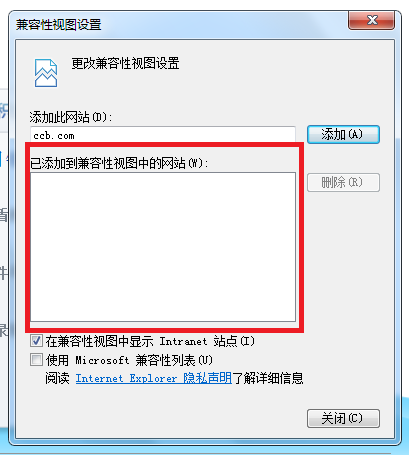 兼容性视图设置
更改兼容性视图设置
添加此网站(D):
ccb.com
添加(A)
已添加到兼容性视图中的网站(W):
删除(R)
在兼容性视图中显示 Intranet 站点(I)
使用 Microsoft 兼容性列表(U)
阅读 Internet Explorer 隐私声明了解详细信息
关闭(C)